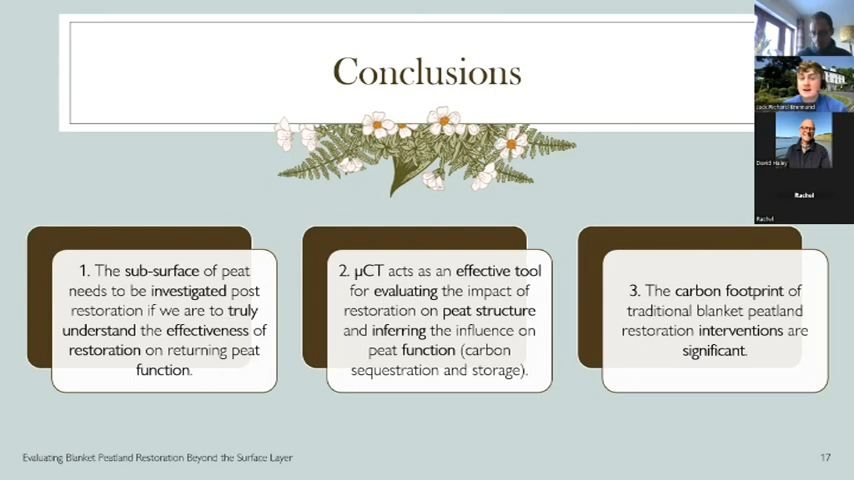 Conclusions
1. The sub-surface of peat
needs to be investigated post
restoration if we are to truly
understand the effectiveness of
restoration on returning peat
function.
2. μCT acts as an effective tool
for evaluating the impact of
restoration on peat structure
and inferring the influence on
peat function (carbon
sequestration and storage).
3. The carbon footprint of
traditional blanket peatland
restoration interventions are
significant.
Evaluating Blanket Peatland Restoration Beyond the Surface Layer
17
Jack Richard Brennand
David Haley
Rachel
Rachel